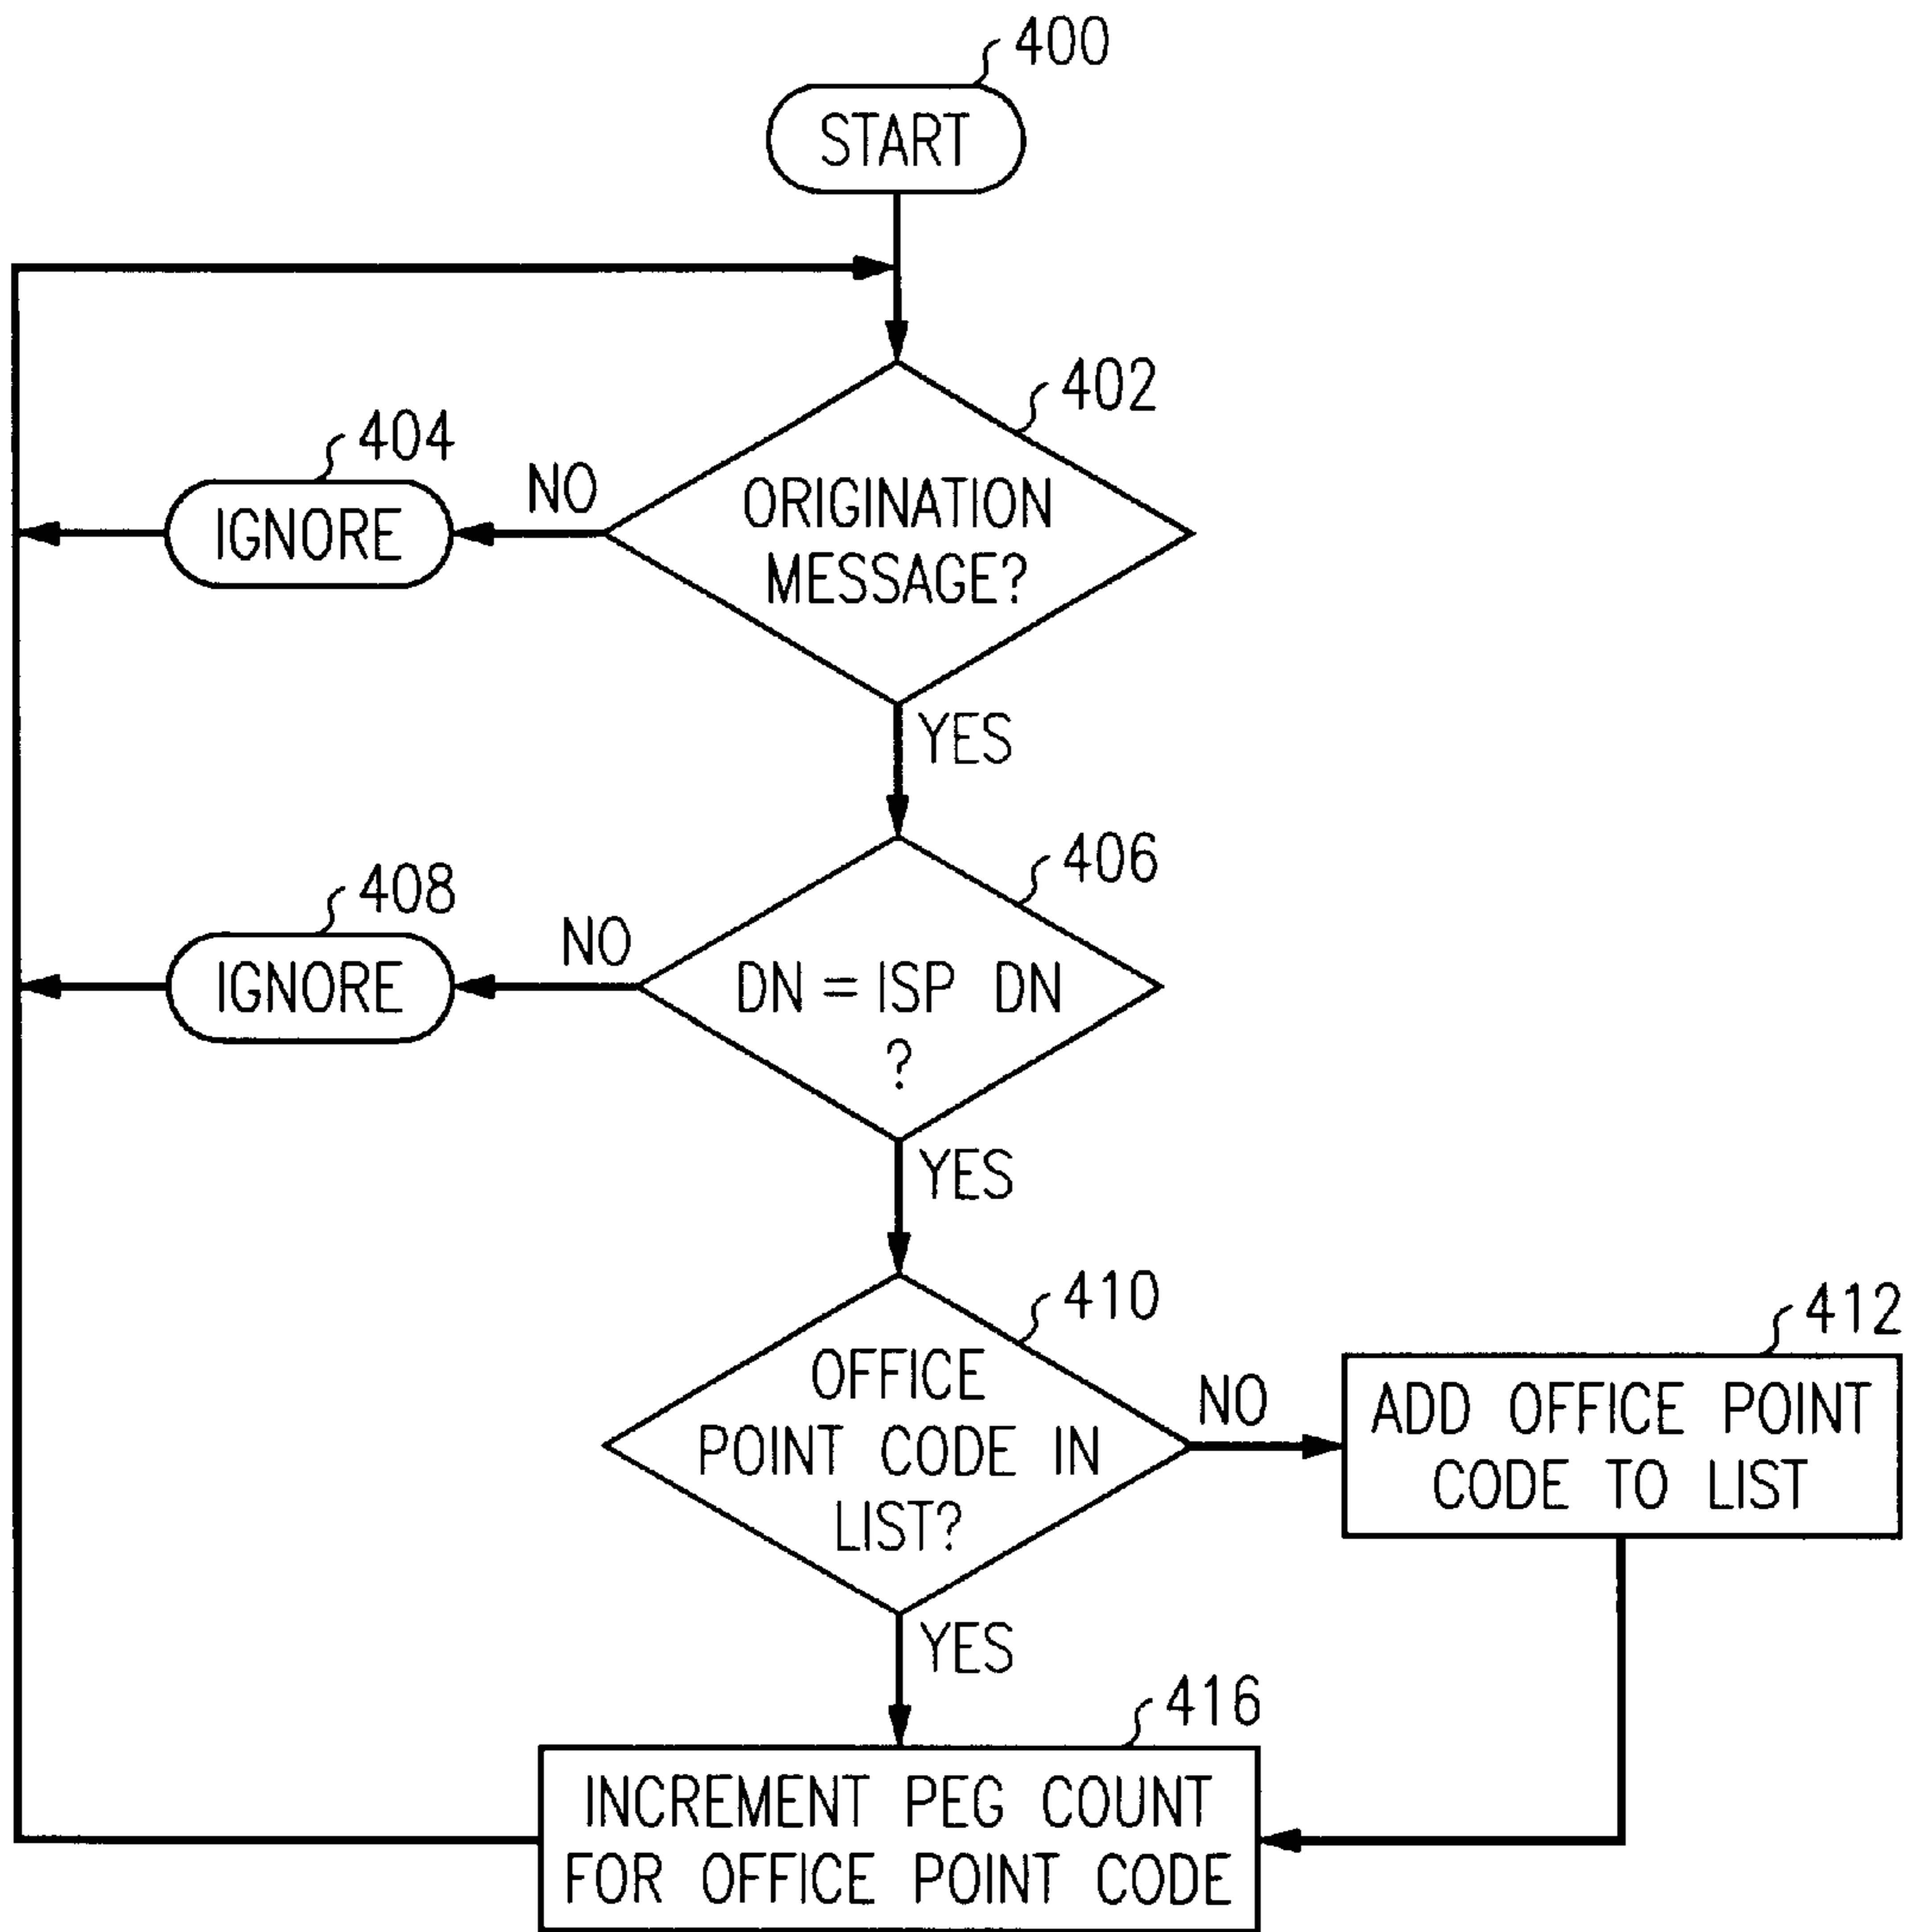 400
START
402
ORIGINATION
MESSAGE?
404
IGNORE
NO
YES
406
DN = ISP DN
?
408
IGNORE
NO
YES
410
OFFICE
POINT CODE IN
LIST?
NO
412
ADD OFFICE POINT
CODE TO LIST
YES
416
INCREMENT PEG COUNT
FOR OFFICE POINT CODE